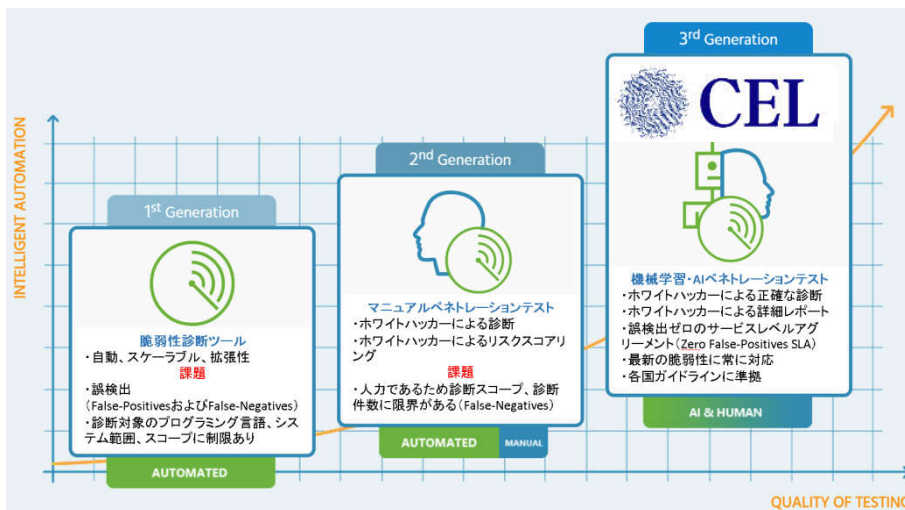 INTELLIGENT AUTOMATION
1st Generation
脆弱性診断ツール
・自動、スケーラブル、拡張性
課題
・誤検出
(False-PositivesおよびFalse-Negatives)
・診断対象のプログラミング言語、シス
テム範囲、スコープに制限あり
AUTOMATED
2nd Generation
マニュアルペネトレーションテスト
・ホワイトハッカーによる診断
・ホワイトハッカーによるリスクスコアリ
ング
課題
・人力であるため診断スコープ、診断
件数に限界がある(False-Negatives)
AUTOMATED
MANUAL
3rd Generation
CEL
機械学習・AIペネトレーションテスト
・ホワイトハッカーによる正確な診断
・ホワイトハッカーによる詳細レポート
・誤検出ゼロのサービスレベルアグ
リーメント(Zero False-Positives SLA)
・最新の脆弱性に常に対応
・各国ガイドラインに準拠
AI & HUMAN
QUALITY OF TESTING